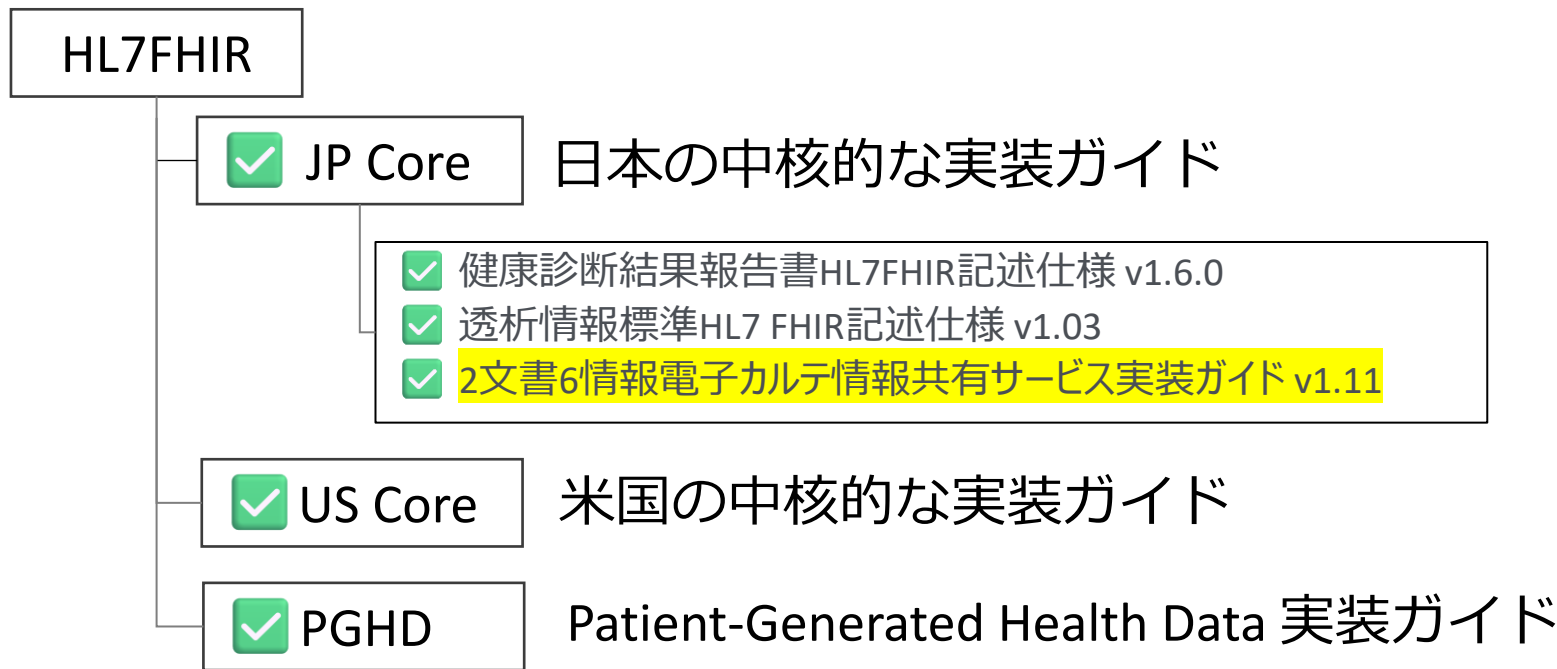 HL7FHIR
JP Core 日本の中核的な実装ガイド
健康診断結果報告書HL7FHIR記述仕様 v1.6.0
透析情報標準HL7 FHIR記述仕様 v1.03
2文書6情報電子カルテ情報共有サービス実装ガイド v1.11
US Core 米国の中核的な実装ガイド
PGHD Patient-Generated Health Data 実装ガイド